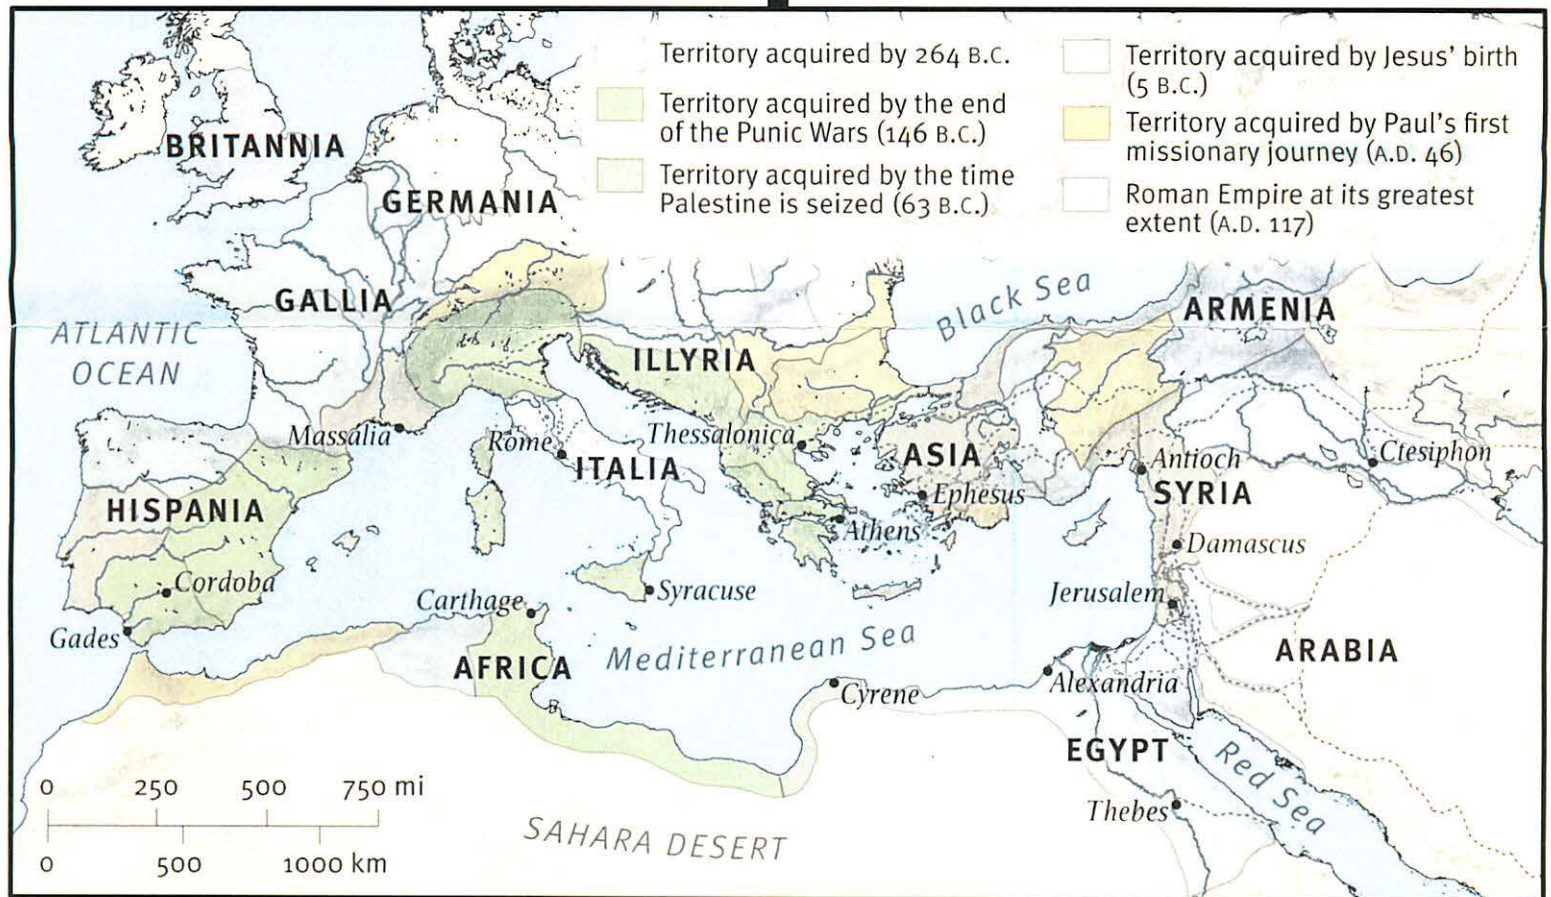 Territory acquired by 264 B.C.
Territory acquired by the end
of the Punic Wars (146 B.C.)
Territory acquired by the time
Palestine is seized (63 B.C.)
Territory acquired by Jesus' birth
(5 B.C.)
Territory acquired by Paul's first
missionary journey (A.D. 46)
Roman Empire at its greatest
extent (A.D. 117)
BRITANNIA
GERMANIA
GALLIA
ATLANTIC
OCEAN
Black Sea
ARMENIA
ILLYRIA
Massalia
Rome
ITALIA
Thessalonica
ASIA
Ephesus
Athens
Antioch
SYRIA
Ctesiphon
HISPANIA
Damascus
Cordoba
Carthage
Syracuse
Jerusalem
Gades
AFRICA
Mediterranean Sea
ARABIA
Cyrene
Alexandria
EGYPT
Red Sea
Thebes
0 250 500 750 mi
0 500 1000 km
SAHARA DESERT